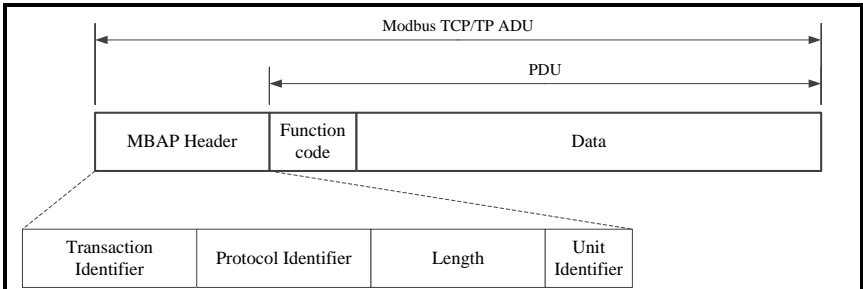 Modbus TCP/TP ADU
PDU
MBAP Header
Function
code
Data
Transaction
Identifier
Protocol Identifier
Length
Unit
Identifier